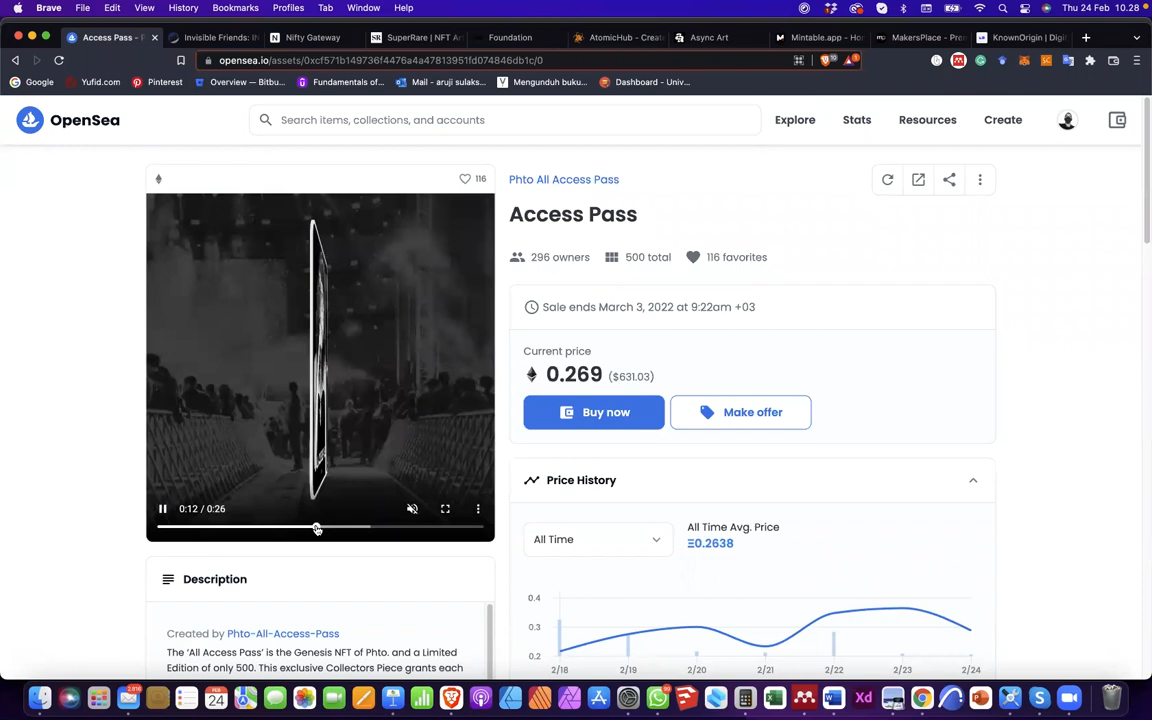 Brave File Edit View History Bookmarks Profiles Tab Window Help Thu 24 Feb 10.28
Access Pass - P Invisible Friends: IN Nifty Gateway SR SuperRare | NFT Ar Foundation AtomicHub - Creat Async Art Mintable.app - Hom MakersPlace - Prem KnownOrigin | Digi
opensea.io/assets/0xcf571b149736f4476a4a47813951fd074846db1c/0
Google Yufid.com Pinterest Overview — Bitbu... Fundamentals of... Mail - aruji sulaks... Mengunduh buku... Dashboard - Univ...
OpenSea
Search items, collections, and accounts
Explore Stats Resources Create
116
Phto All Access Pass
Access Pass
296 owners 500 total 116 favorites
Sale ends March 3, 2022 at 9:22am +03
Current price
0.269 ($631.03)
Buy now Make offer
0:12 / 0:26
Price History
All Time
All Time Avg. Price
Ξ0.2638
0.4
0.3
0.2
2/18 2/19 2/20 2/21 2/22 2/23 2/24
Description
Created by Phto-All-Access-Pass
The 'All Access Pass' is the Genesis NFT of Phto. and a Limited
Edition of only 500. This exclusive Collectors Piece grants each